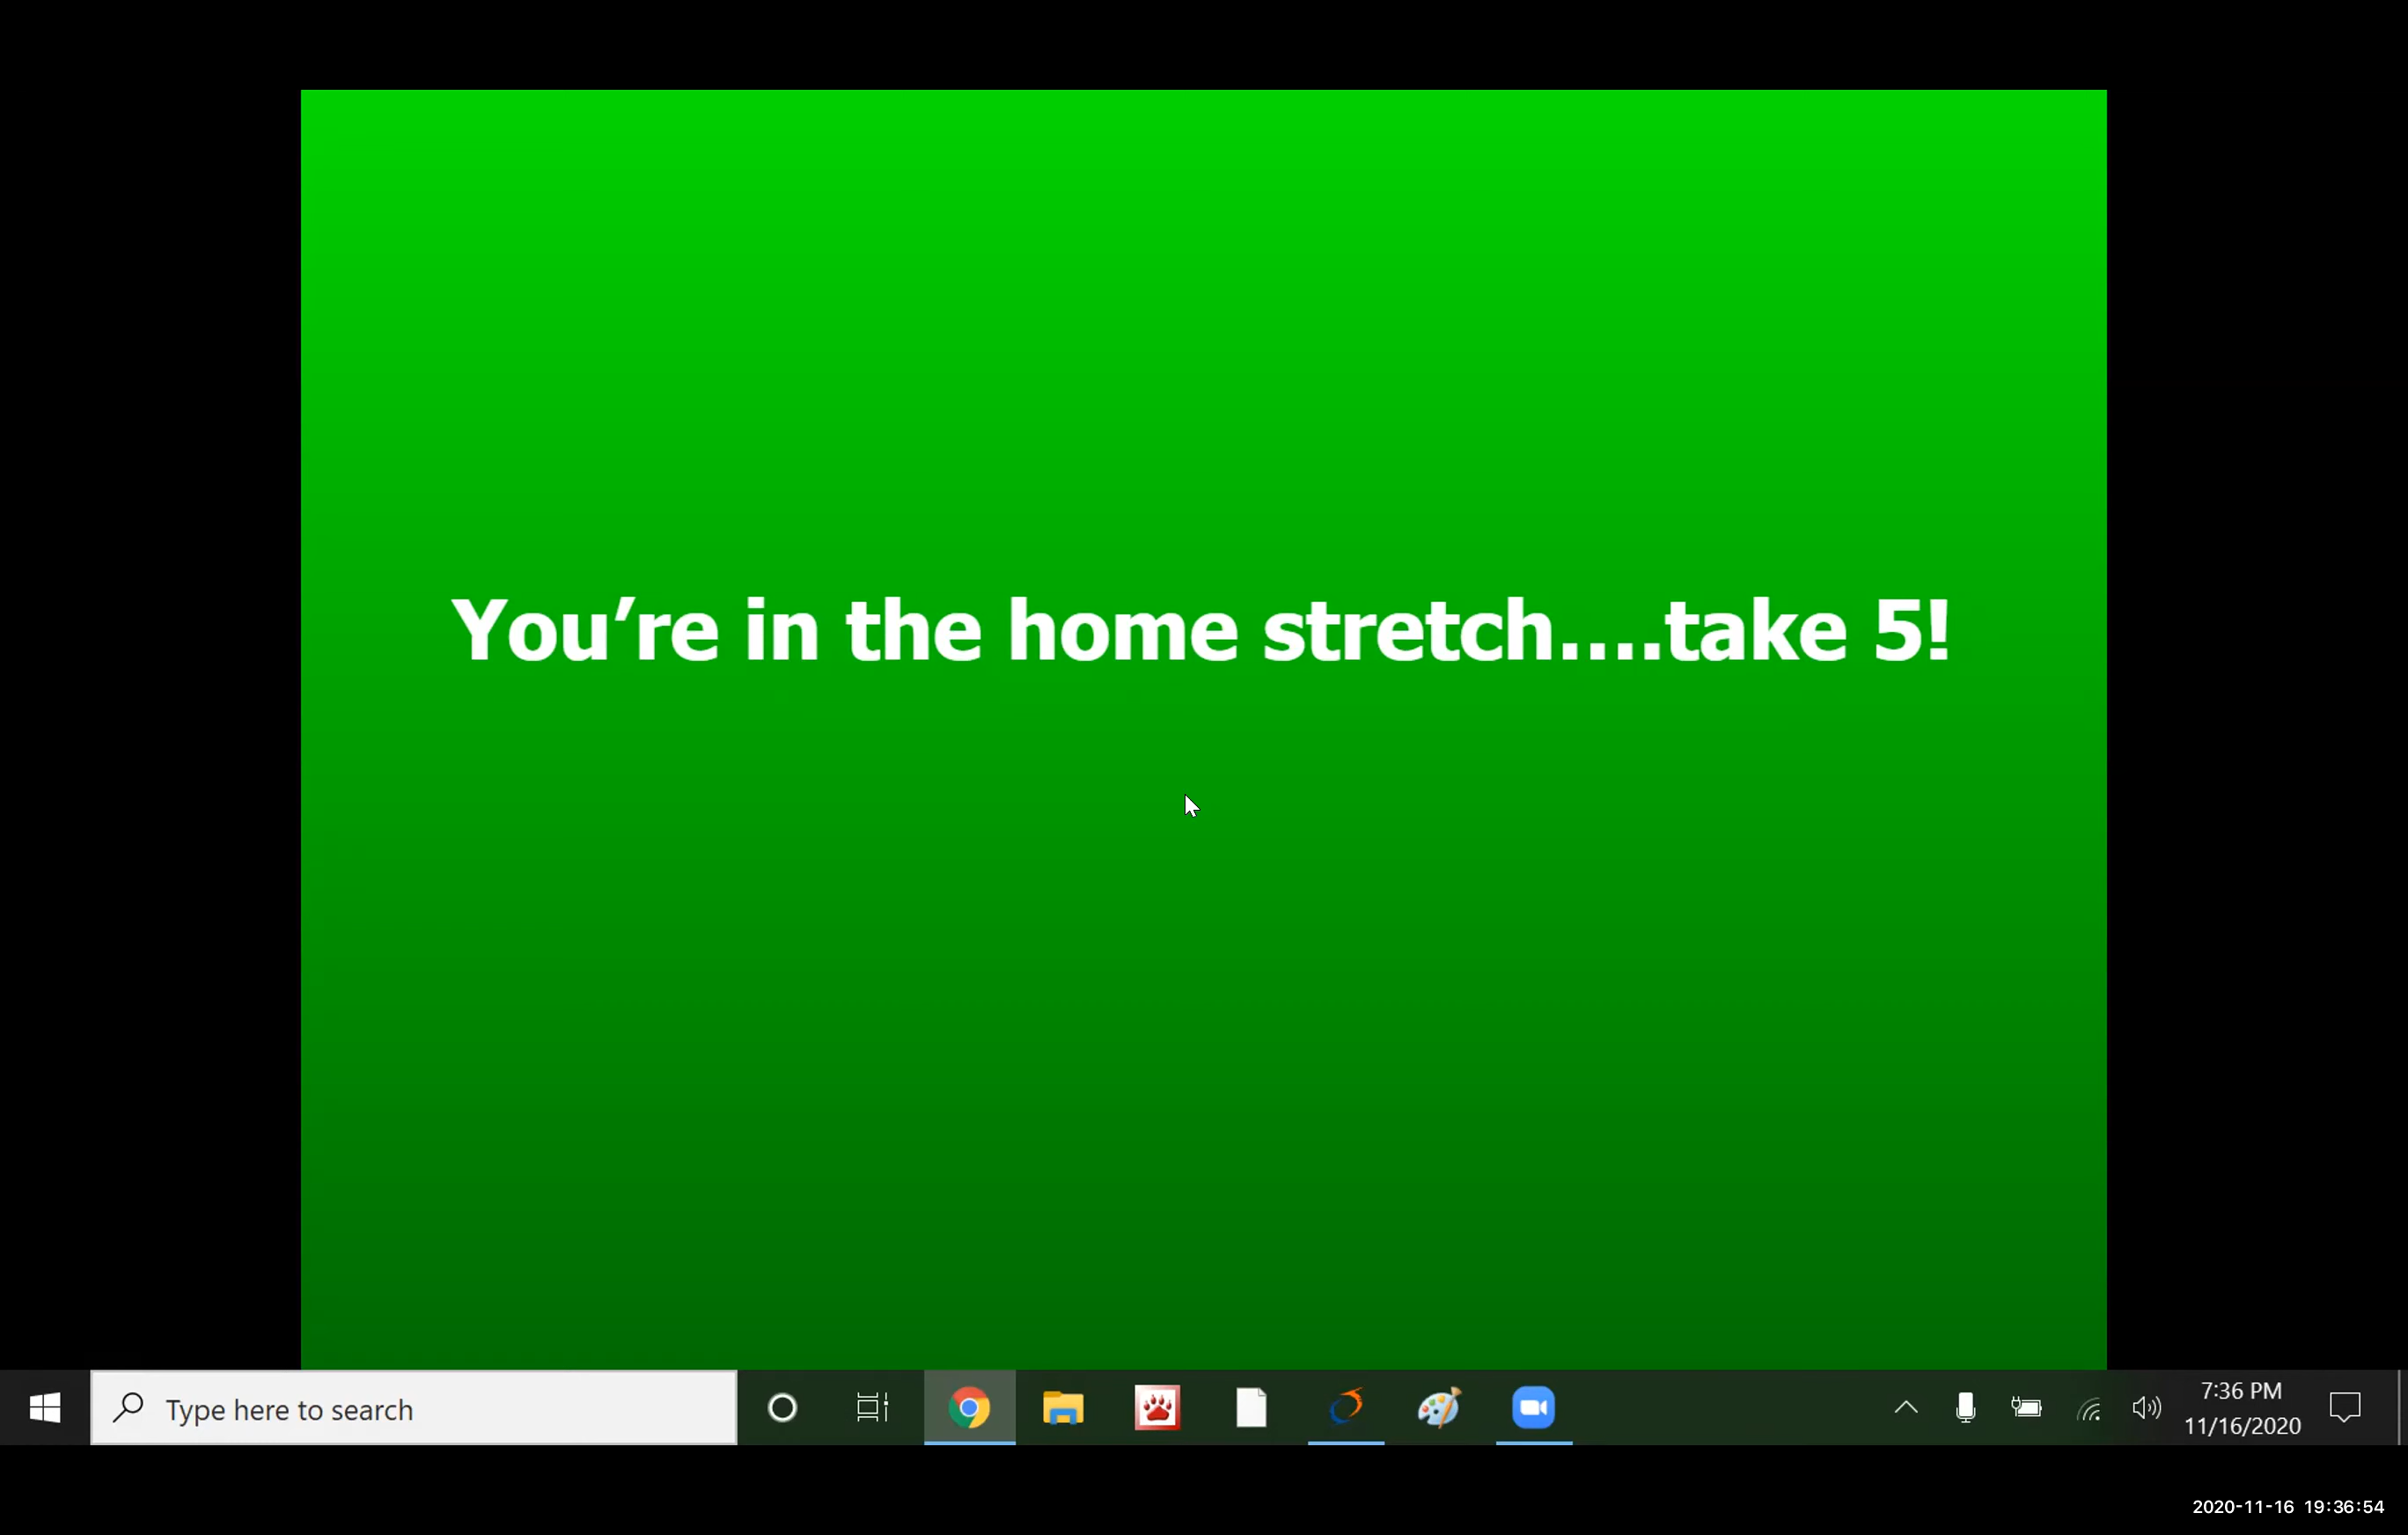 You’re in the home stretch....take 5!
Type here to search
7:36 PM
11/16/2020
2020-11-16 19:36:54